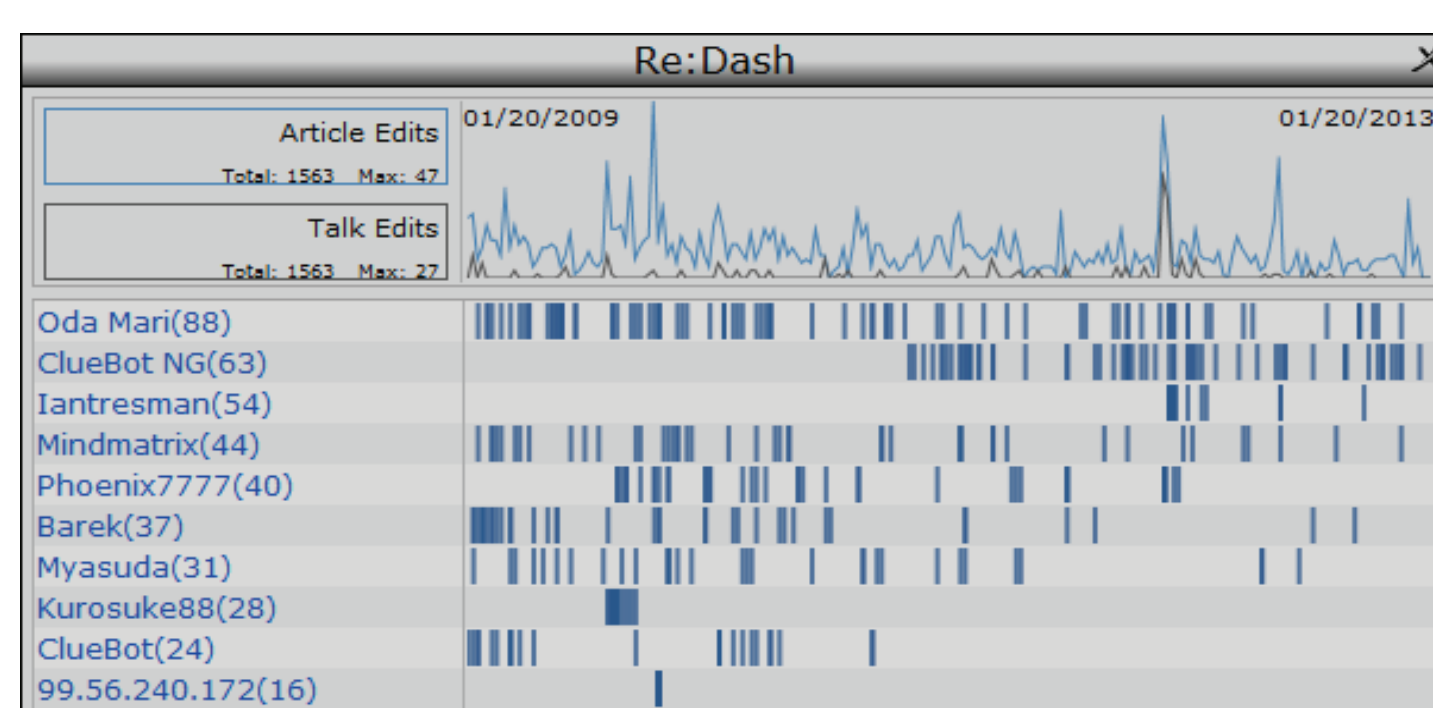 Re:Dash X
Article Edits
Total: 1563 Max: 47
01/20/2009 01/20/2013
Talk Edits
Total: 1563 Max: 27
Oda Mari(88)
ClueBot NG(63)
Iantresman(54)
Mindmatrix(44)
Phoenix7777(40)
Barek(37)
Myasuda(31)
Kurosuke88(28)
ClueBot(24)
99.56.240.172(16)